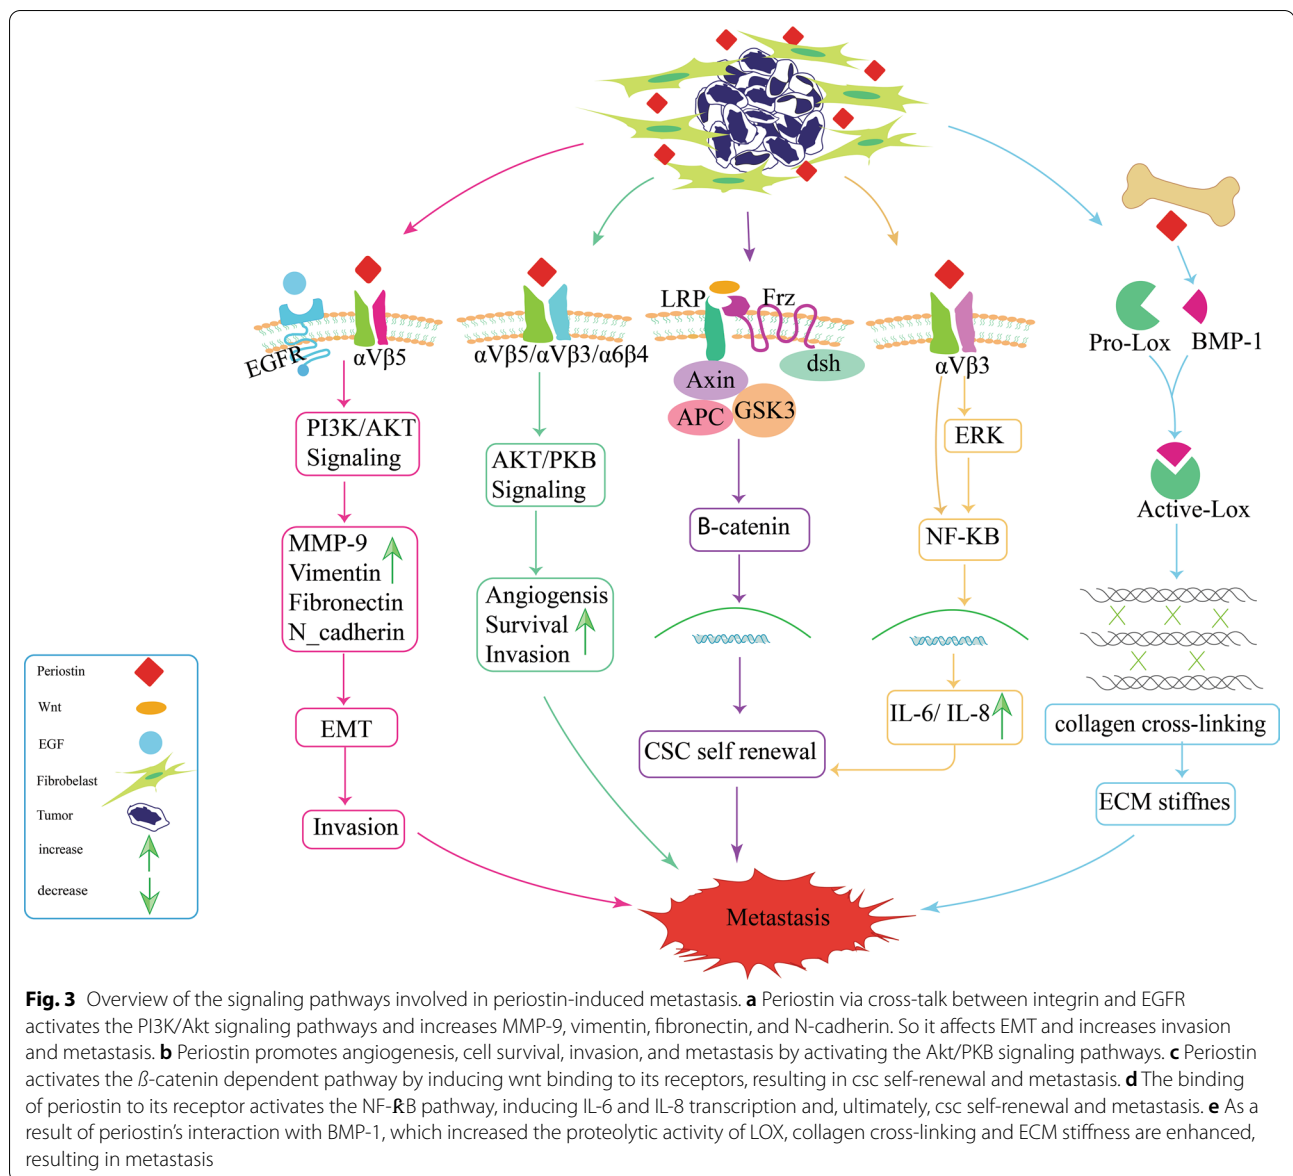 LRP
Frz
EGFR
αVβ5
αVβ5/αVβ3/α6β4
dsh
αVβ3
Pro-Lox
BMP-1
Axin
APC
GSK3
PI3K/AKT
Signaling
AKT/PKB
Signaling
ERK
Active-Lox
MMP-9
Vimentin
Fibronectin
N_cadherin
B-catenin
NF-KB
Angiogensis
Survival
Invasion
EMT
CSC self renewal
IL-6/ IL-8
collagen cross-linking
Invasion
ECM stiffnes
Metastasis
Periostin
Wnt
EGF
Fibrobelast
Tumor
increase
decrease
Fig. 3 Overview of the signaling pathways involved in periostin-induced metastasis. a Periostin via cross-talk between integrin and EGFR
activates the PI3K/Akt signaling pathways and increases MMP-9, vimentin, fibronectin, and N-cadherin. So it affects EMT and increases invasion
and metastasis. b Periostin promotes angiogenesis, cell survival, invasion, and metastasis by activating the Akt/PKB signaling pathways. c Periostin
activates the ß-catenin dependent pathway by inducing wnt binding to its receptors, resulting in csc self-renewal and metastasis. d The binding
of periostin to its receptor activates the NF-ƘB pathway, inducing IL-6 and IL-8 transcription and, ultimately, csc self-renewal and metastasis. e As a
result of periostin's interaction with BMP-1, which increased the proteolytic activity of LOX, collagen cross-linking and ECM stiffness are enhanced,
resulting in metastasis